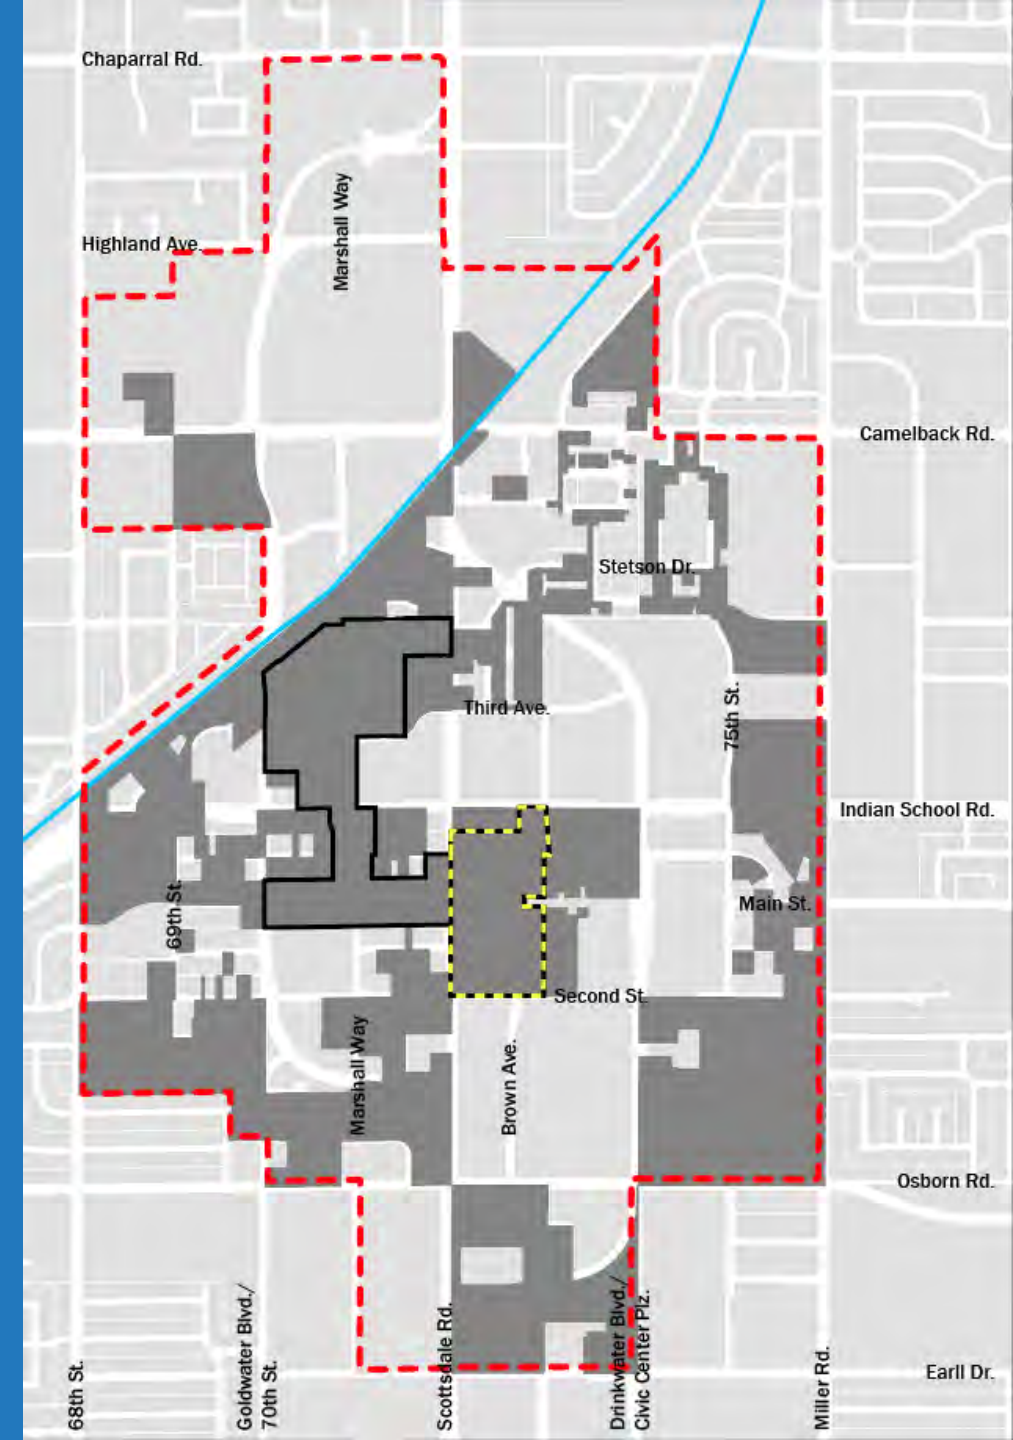 Chaparral Rd.
Marshall Way
Highland Ave.
Camelback Rd.
Stetson Dr.
Third Ave.
75th St.
Indian School Rd.
69th St.
Main St.
Second St.
Marshall Way
Brown Ave.
Osborn Rd.
68th St.
Goldwater Blvd./
70th St.
Scottsdale Rd.
Drinkwater Blvd./
Civic Center Plz.
Miller Rd.
Earll Dr.